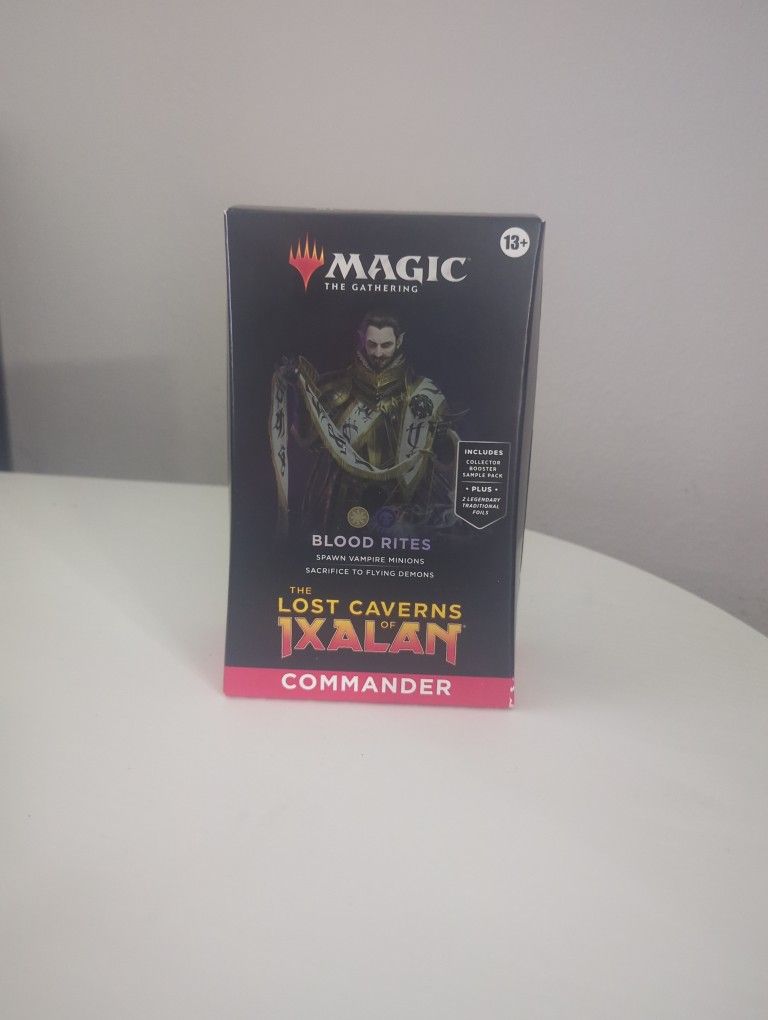 13+
MAGIC
THE GATHERING
INCLUDES
COLLECTOR
BOOSTER
SAMPLE PACK
• PLUS •
2 LEGENDARY
TRADITIONAL
FOILS
BLOOD RITES
SPAWN VAMPIRE MINIONS
SACRIFICE TO FLYING DEMONS
THE
LOST CAVERNS
OF
IXALAN
COMMANDER